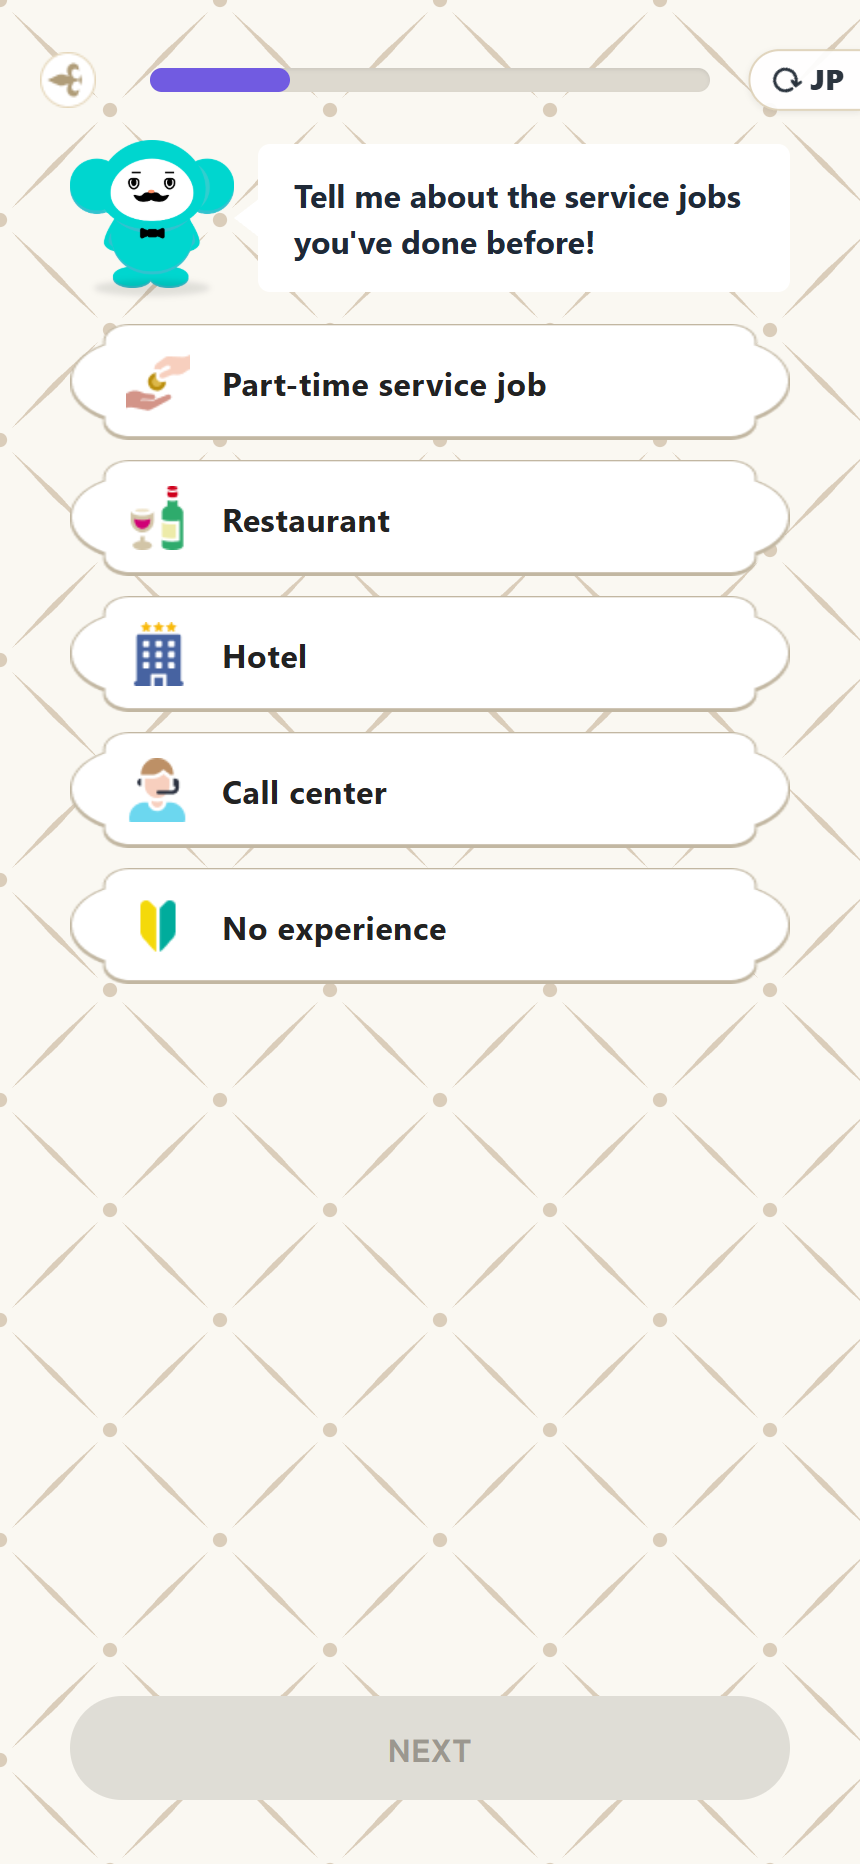 JP
Tell me about the service jobs
you've done before!
Part-time service job
Restaurant
Hotel
Call center
No experience
NEXT